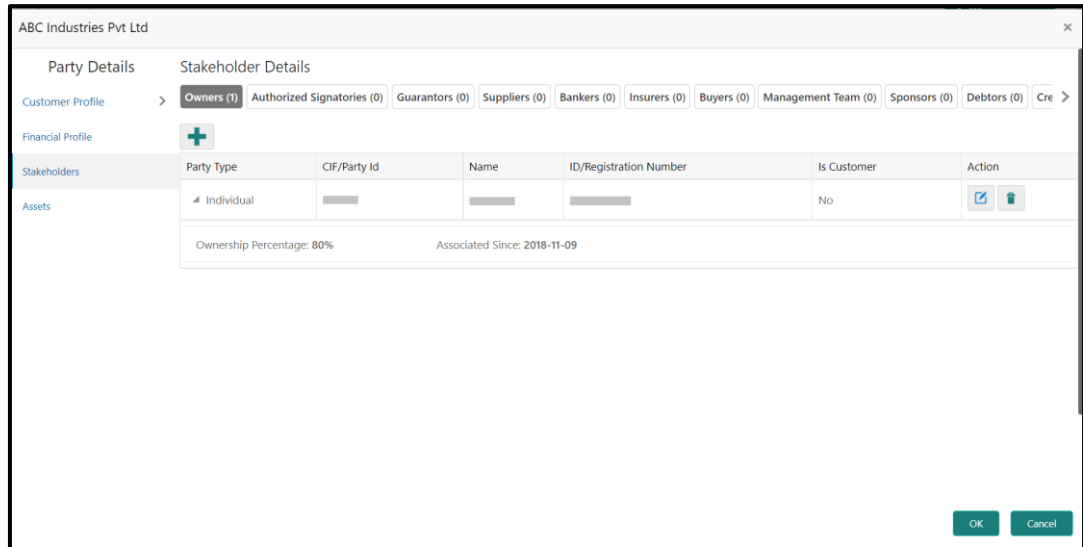 ABC Industries Pvt Ltd
Party Details
Customer Profile
Financial Profile
Stakeholders
Assets
Stakeholder Details
Owners (1) Authorized Signatories (0) Guarantors (0) Suppliers (0) Bankers (0) Insurers (0) Buyers (0) Management Team (0) Sponsors (0) Debtors (0) Cre
Party Type CIF/Party Id Name ID/Registration Number Is Customer Action
Individual No
Ownership Percentage: 80% Associated Since: 2018-11-09
OK Cancel